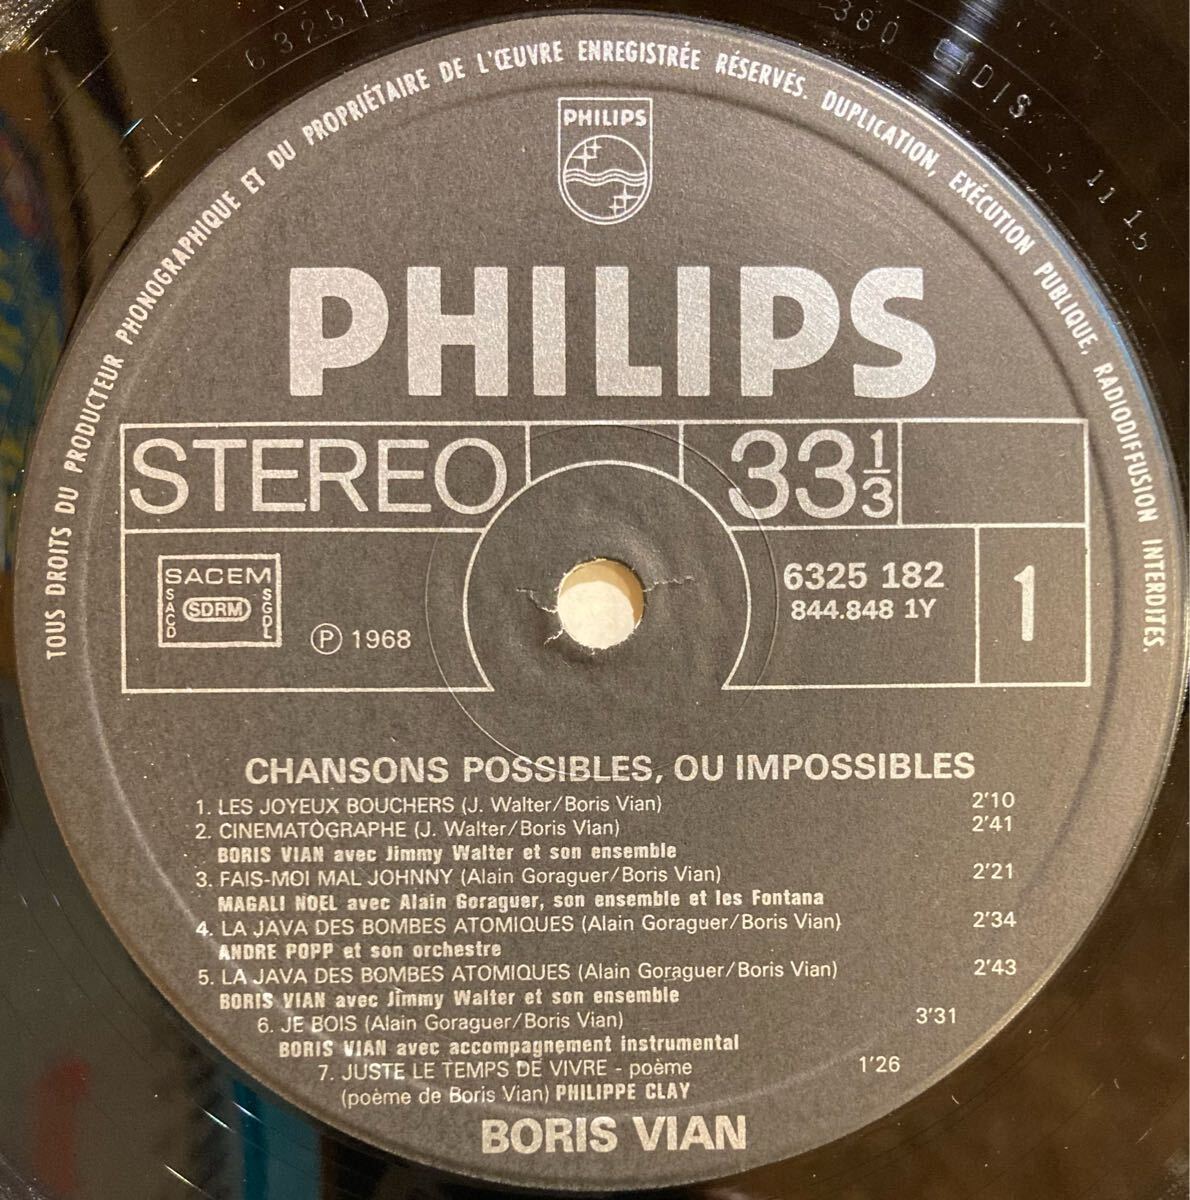 TOUS DROITS DU PRODUCTEUR PHONOGRAPHIQUE ET DU PROPRIÉTAIRE DE L'ŒUVRE ENREGISTRÉE RÉSERVÉS. DUPLICATION, EXÉCUTION PUBLIQUE, RADIODIFFUSION INTERDITES.
380 11 15
PHILIPS
PHILIPS
STEREO
33 1/3
SACEM
SACD
SDRM
SGDL
Ⓟ 1968
6325 182
844.848 1Y
1
CHANSONS POSSIBLES, OU IMPOSSIBLES
1. LES JOYEUX BOUCHERS (J. Walter/Boris Vian) 2'10
2. CINEMATÒGRAPHE (J. Walter/Boris Vian) 2'41
BORIS VIAN avec Jimmy Walter et son ensemble
3. FAIS-MOI MAL JOHNNY (Alain Goraguer/Boris Vian) 2'21
MAGALI NOEL avec Alain Goraguer, son ensemble et les Fontana
4. LA JAVA DES BOMBES ATOMIQUES (Alain Goraguer/Boris Vian) 2'34
ANDRE POPP et son orchestre
5. LA JAVA DES BOMBES ATOMIQUES (Alain Goraguer/Boris Vian) 2'43
BORIS VIAN avec Jimmy Walter et son ensemble
6. JE BOIS (Alain Goraguer/Boris Vian) 3'31
BORIS VIAN avec accompagnement instrumental
7. JUSTE LE TEMPS DE VIVRE - poème 1'26
(poème de Boris Vian) PHILIPPE CLAY
BORIS VIAN